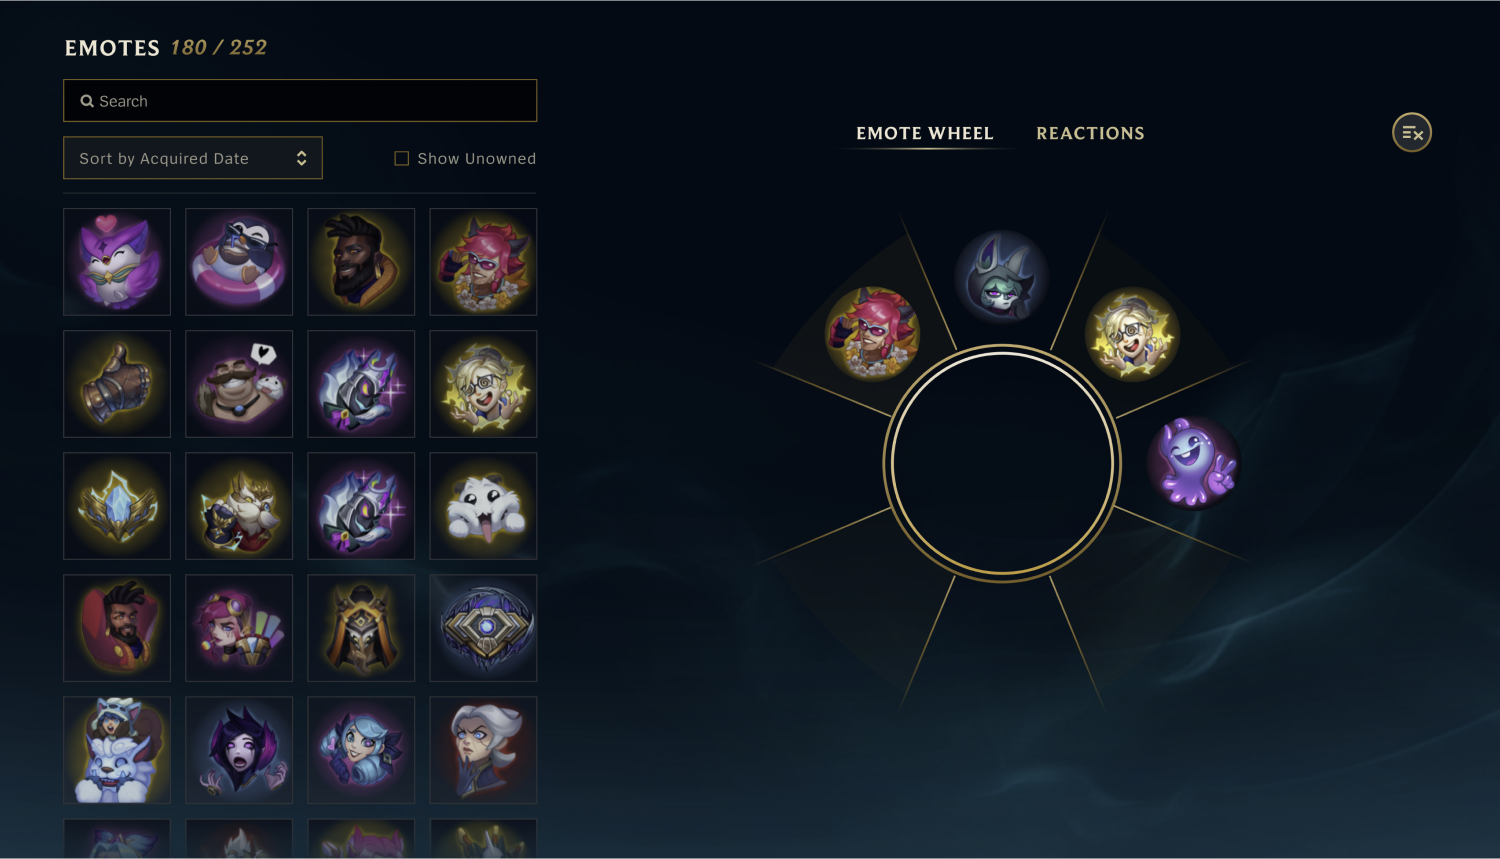 EMOTES 180 / 252
Search
Sort by Acquired Date
Show Unowned
EMOTE WHEEL
REACTIONS